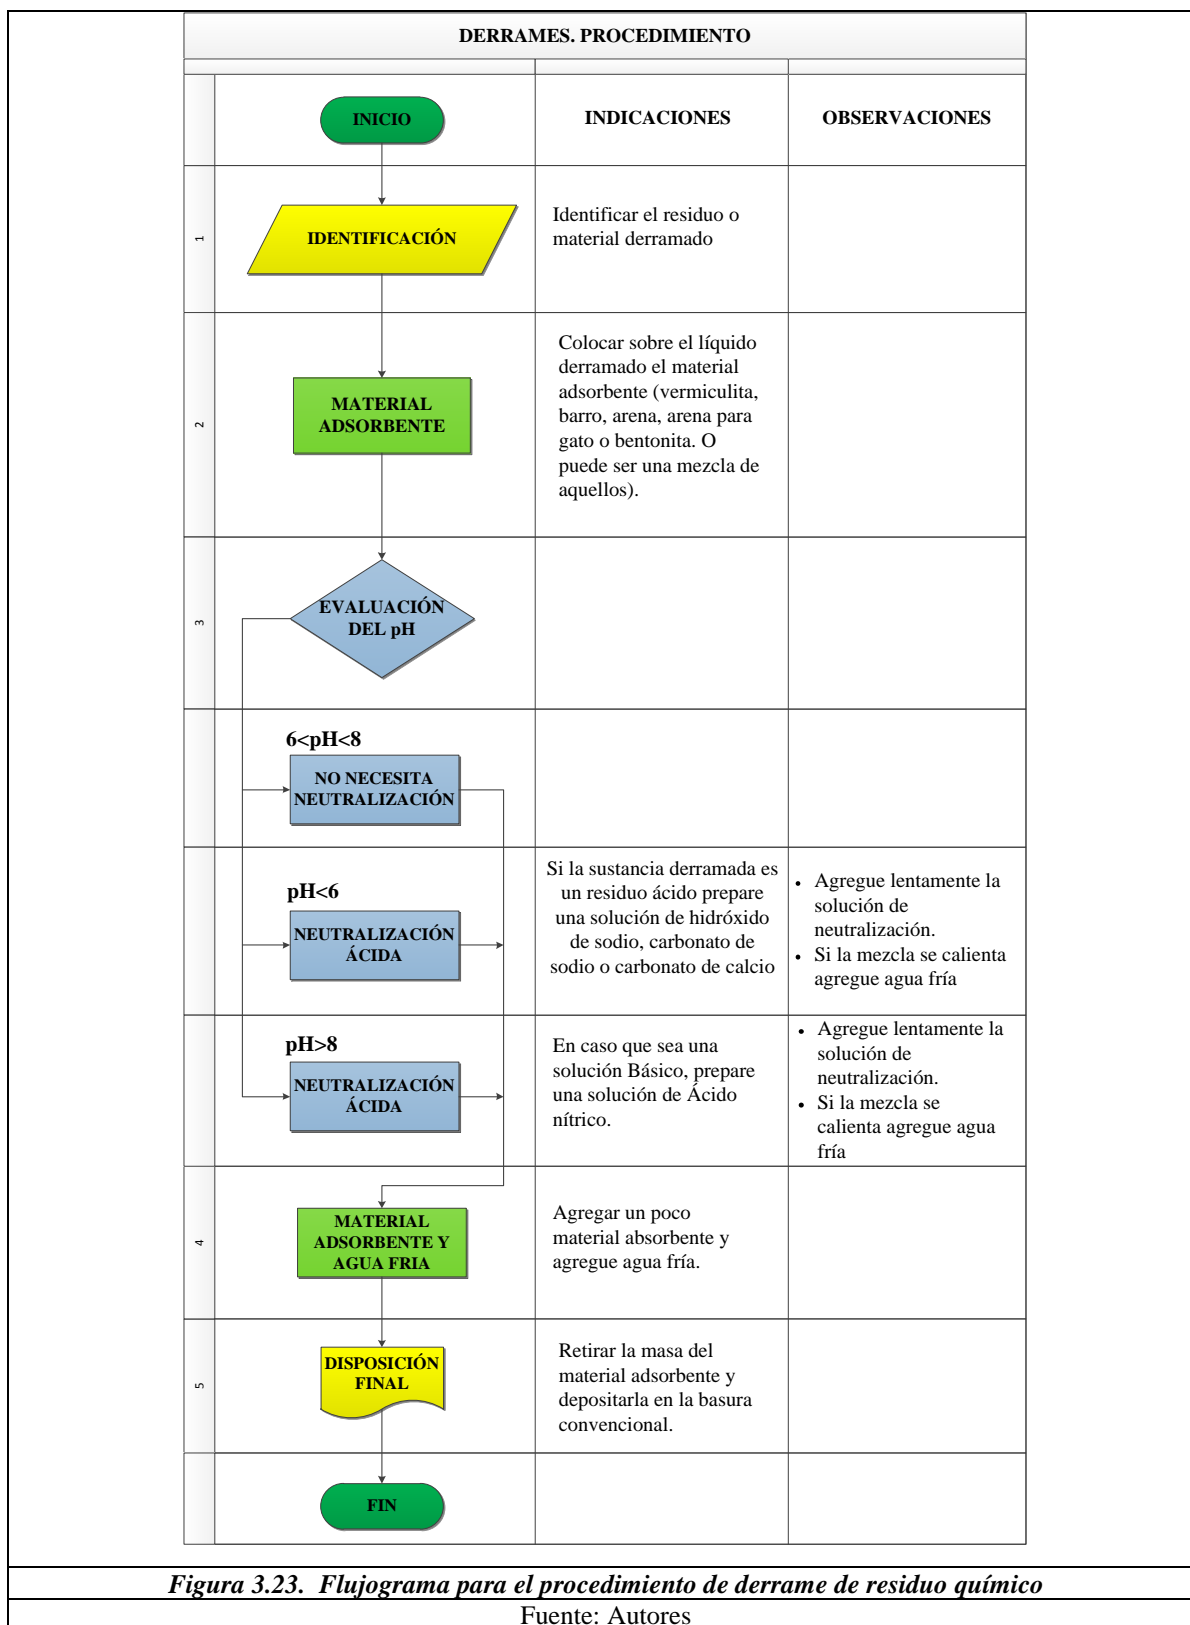 DERRAMES. PROCEDIMIENTO
INICIO
INDICACIONES
OBSERVACIONES
1
IDENTIFICACIÓN
Identificar el residuo o
material derramado
2
MATERIAL
ADSORBENTE
Colocar sobre el líquido
derramado el material
adsorbente (vermiculita,
barro, arena, arena para
gato o bentonita. O
puede ser una mezcla de
aquellos).
3
EVALUACIÓN
DEL pH
6<pH<8
NO NECESITA
NEUTRALIZACIÓN
pH<6
NEUTRALIZACIÓN
ÁCIDA
Si la sustancia derramada es
un residuo ácido prepare
una solución de hidróxido
de sodio, carbonato de
sodio o carbonato de calcio
• Agregue lentamente la
solución de
neutralización.
• Si la mezcla se calienta
agregue agua fría
pH>8
NEUTRALIZACIÓN
ÁCIDA
En caso que sea una
solución Básico, prepare
una solución de Ácido
nítrico.
• Agregue lentamente la
solución de
neutralización.
• Si la mezcla se
calienta agregue agua
fría
4
MATERIAL
ADSORBENTE Y
AGUA FRIA
Agregar un poco
material absorbente y
agregue agua fría.
5
DISPOSICIÓN
FINAL
Retirar la masa del
material adsorbente y
depositarla en la basura
convencional.
FIN
Figura 3.23. Flujograma para el procedimiento de derrame de residuo químico
Fuente: Autores